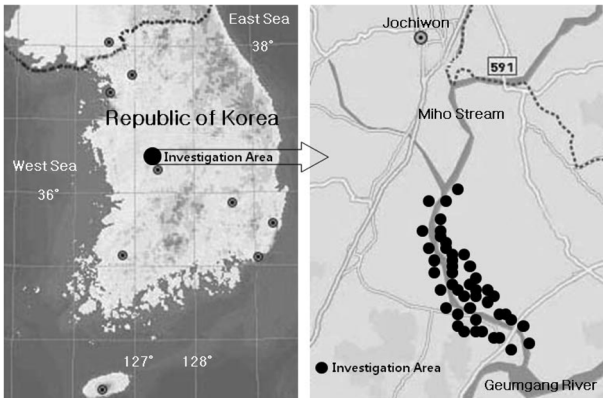 East Sea
38°
Republic of Korea
West Sea
Investigation Area
36°
127°
128°
Jochiwon
591
Miho Stream
Investigation Area
Geumgang River